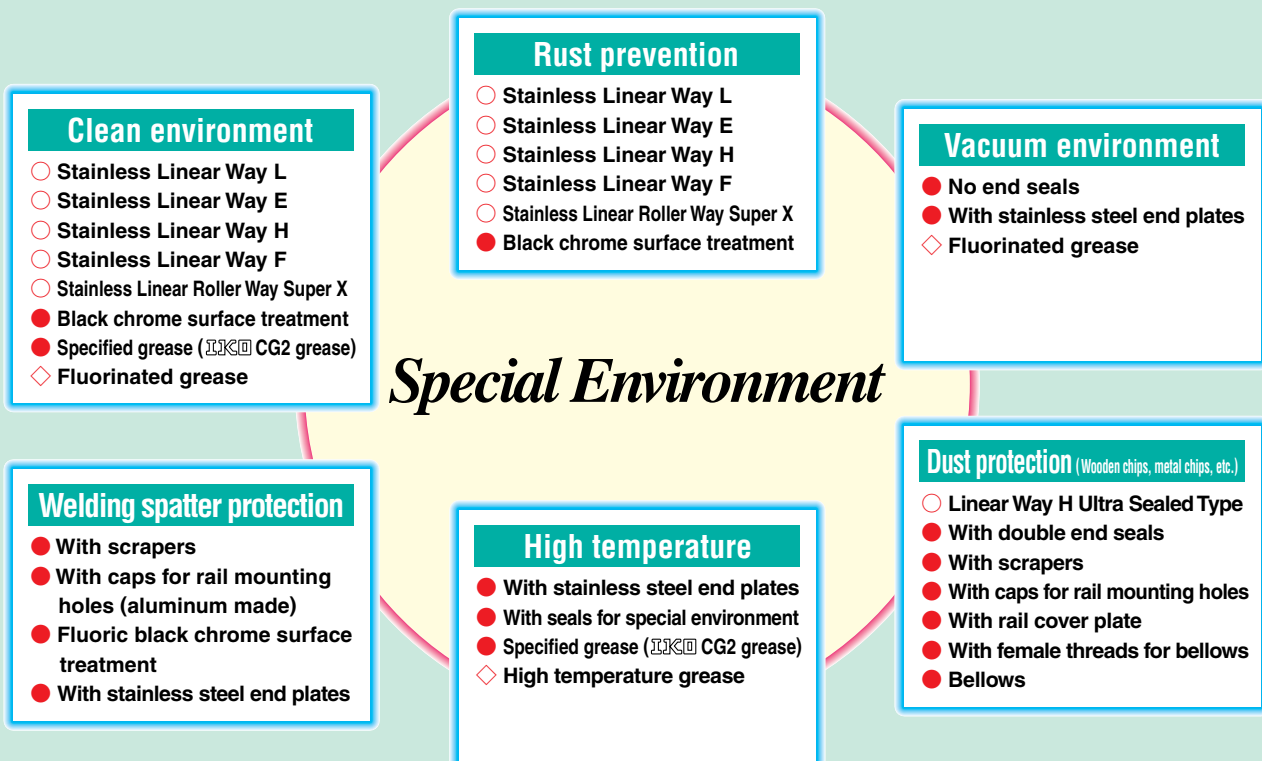 Rust prevention
○ Stainless Linear Way L
○ Stainless Linear Way E
○ Stainless Linear Way H
○ Stainless Linear Way F
○ Stainless Linear Roller Way Super X
● Black chrome surface treatment
Clean environment
○ Stainless Linear Way L
○ Stainless Linear Way E
○ Stainless Linear Way H
○ Stainless Linear Way F
○ Stainless Linear Roller Way Super X
● Black chrome surface treatment
● Specified grease (IKO CG2 grease)
◇ Fluorinated grease
Vacuum environment
● No end seals
● With stainless steel end plates
◇ Fluorinated grease
Special Environment
Welding spatter protection
● With scrapers
● With caps for rail mounting
holes (aluminum made)
● Fluoric black chrome surface
treatment
● With stainless steel end plates
High temperature
● With stainless steel end plates
● With seals for special environment
● Specified grease (IKO CG2 grease)
◇ High temperature grease
Dust protection (Wooden chips, metal chips, etc.)
○ Linear Way H Ultra Sealed Type
● With double end seals
● With scrapers
● With caps for rail mounting holes
● With rail cover plate
● With female threads for bellows
● Bellows